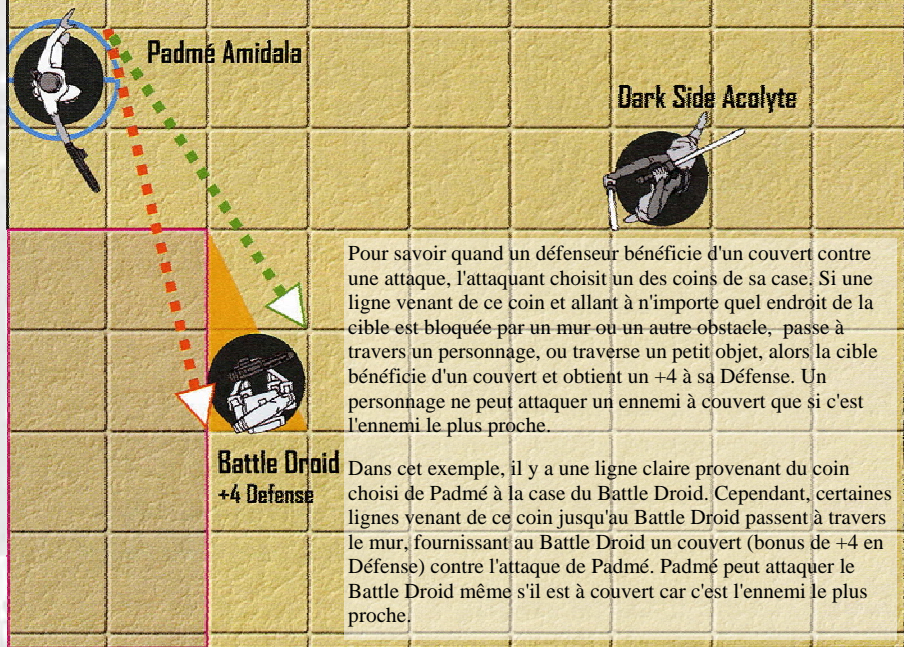 Padmé Amidala
Dark Side Acolyte
Pour savoir quand un défenseur bénéficie d'un couvert contre
une attaque, l'attaquant choisit un des coins de sa case. Si une
ligne venant de ce coin et allant à n'importe quel endroit de la
cible est bloquée par un mur ou un autre obstacle, passe à
travers un personnage, ou traverse un petit objet, alors la cible
bénéficie d'un couvert et obtient un +4 à sa Défense. Un
personnage ne peut attaquer un ennemi à couvert que si c'est
l'ennemi le plus proche.
Battle Droid
+4 Defense
Dans cet exemple, il y a une ligne claire provenant du coin
choisi de Padmé à la case du Battle Droid. Cependant, certaines
lignes venant de ce coin jusqu'au Battle Droid passent à travers
le mur, fournissant au Battle Droid un couvert (bonus de +4 en
Défense) contre l'attaque de Padmé. Padmé peut attaquer le
Battle Droid même s'il est à couvert car c'est l'ennemi le plus
proche.